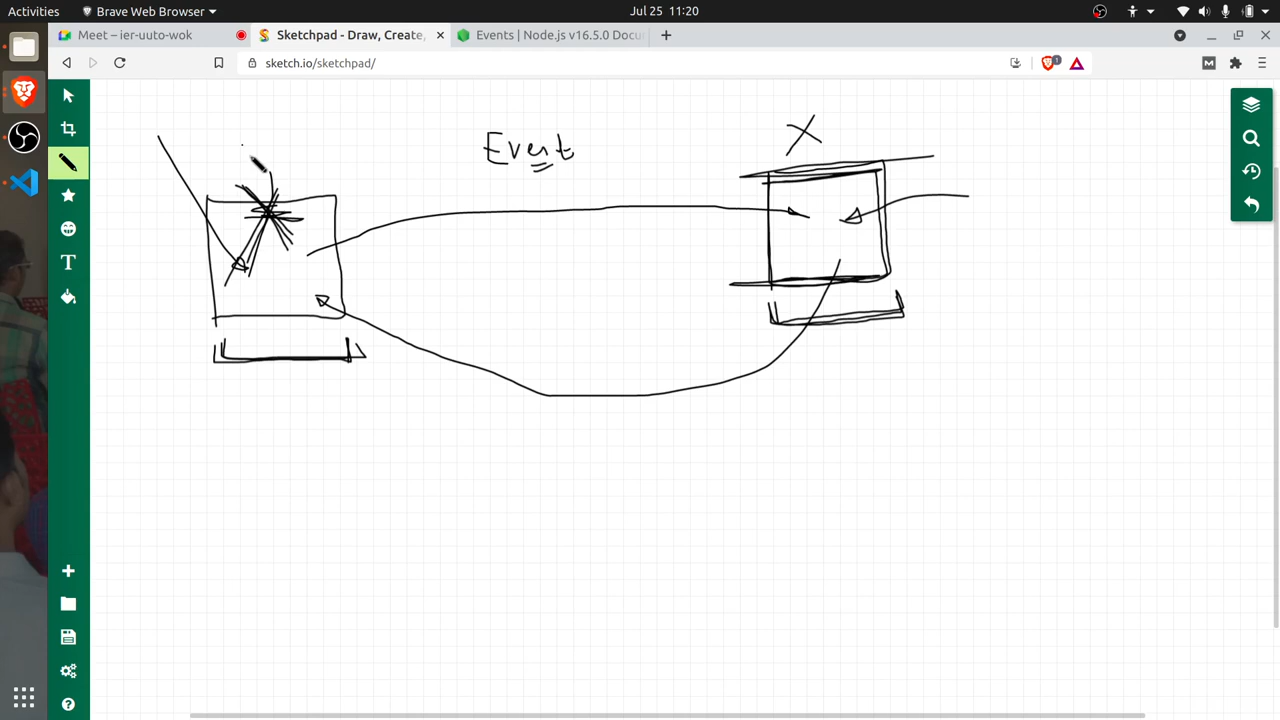 Activities
Brave Web Browser
Jul 25 11:20
Meet – ier-uuto-wok
Sketchpad - Draw, Create,
Events | Node.js v16.5.0 Docu
sketch.io/sketchpad/
1
M
Event
X
T
?